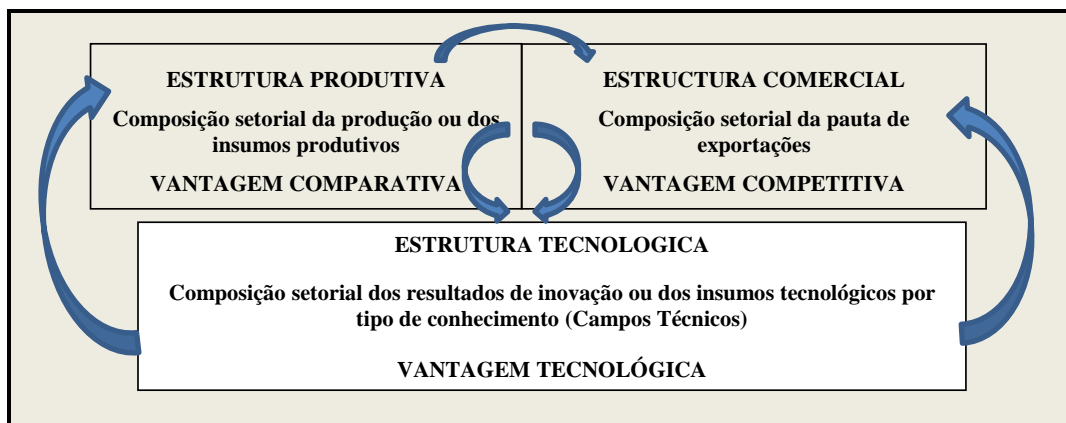 ESTRUTURA PRODUTIVA
Composição setorial da produção ou dos
insumos produtivos
VANTAGEM COMPARATIVA
ESTRUCTURA COMERCIAL
Composição setorial da pauta de
exportações
VANTAGEM COMPETITIVA
ESTRUTURA TECNOLOGICA
Composição setorial dos resultados de inovação ou dos insumos tecnológicos por
tipo de conhecimento (Campos Técnicos)
VANTAGEM TECNOLÓGICA